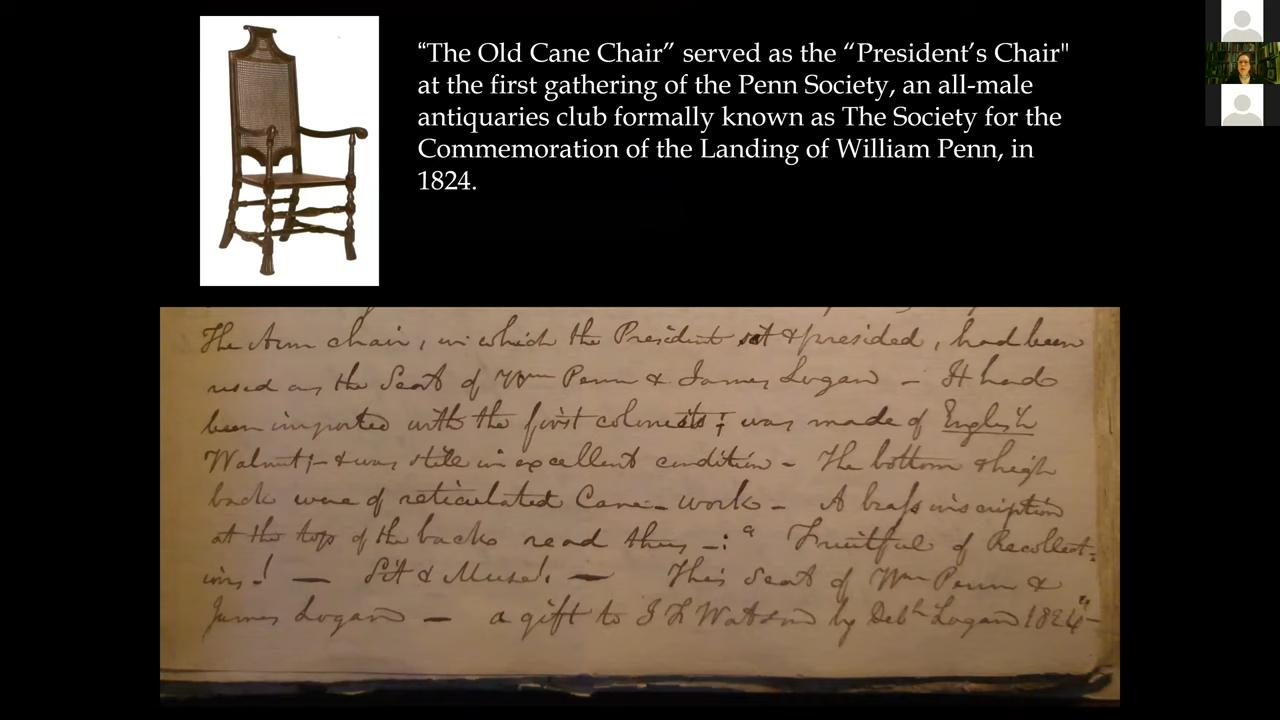 “The Old Cane Chair” served as the “President’s Chair"
at the first gathering of the Penn Society, an all-male
antiquaries club formally known as The Society for the
Commemoration of the Landing of William Penn, in
1824.
The Arm chair, in which the President sat & presided, had been
used as the Seat of Wm Penn & James Logan – It had
been imported with the first colonists; was made of English
Walnut;– & was still in excellent condition – The bottom & high
back were of reticulated Cane-work – A brass inscription
at the top of the back read thus –: “ Fruitful of Recollect-
ions! — Sit & Muse! — This Seat of Wm Penn &
James Logan — a gift to J F Watson by Debh Logan 1824”–